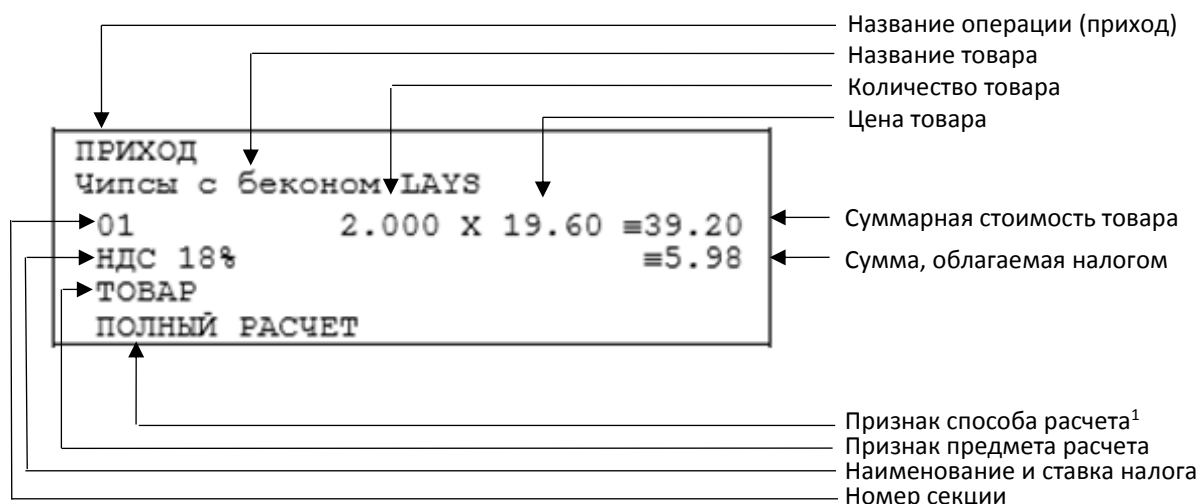 Название операции (приход)
Название товара
Количество товара
Цена товара
ПРИХОД
Чипсы с беконом LAYS
01 2.000 X 19.60 ≡39.20
НДС 18% ≡5.98
ТОВАР
ПОЛНЫЙ РАСЧЕТ
Суммарная стоимость товара
Сумма, облагаемая налогом
Признак способа расчета¹
Признак предмета расчета
Наименование и ставка налога
Номер секции